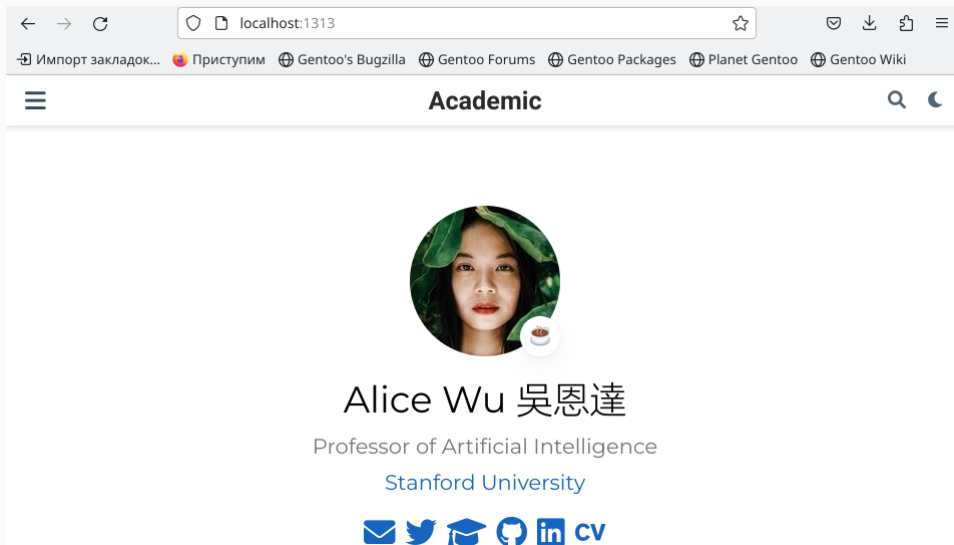 localhost:1313
Импорт закладок... Приступим Gentoo's Bugzilla Gentoo Forums Gentoo Packages Planet Gentoo Gentoo Wiki
Academic
Alice Wu 吳恩達
Professor of Artificial Intelligence
Stanford University
CV